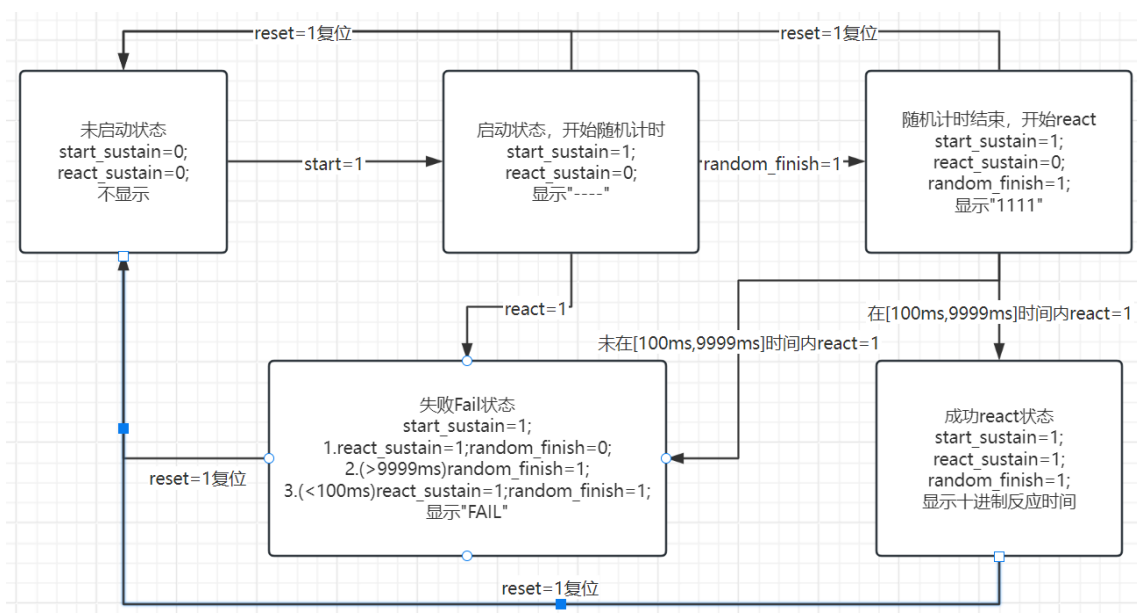 reset=1复位
reset=1复位
未启动状态
start_sustain=0;
react_sustain=0;
不显示
start=1
启动状态，开始随机计时
start_sustain=1;
react_sustain=0;
显示"----"
random_finish=1
随机计时结束，开始react
start_sustain=1;
react_sustain=0;
random_finish=1;
显示"1111"
react=1
在[100ms,9999ms]时间内react=1
未在[100ms,9999ms]时间内react=1
失败Fail状态
start_sustain=1;
1.react_sustain=1;random_finish=0;
2.(>9999ms)random_finish=1;
3.(<100ms)react_sustain=1;random_finish=1;
显示"FAIL"
成功react状态
start_sustain=1;
react_sustain=1;
random_finish=1;
显示十进制反应时间
reset=1复位
reset=1复位